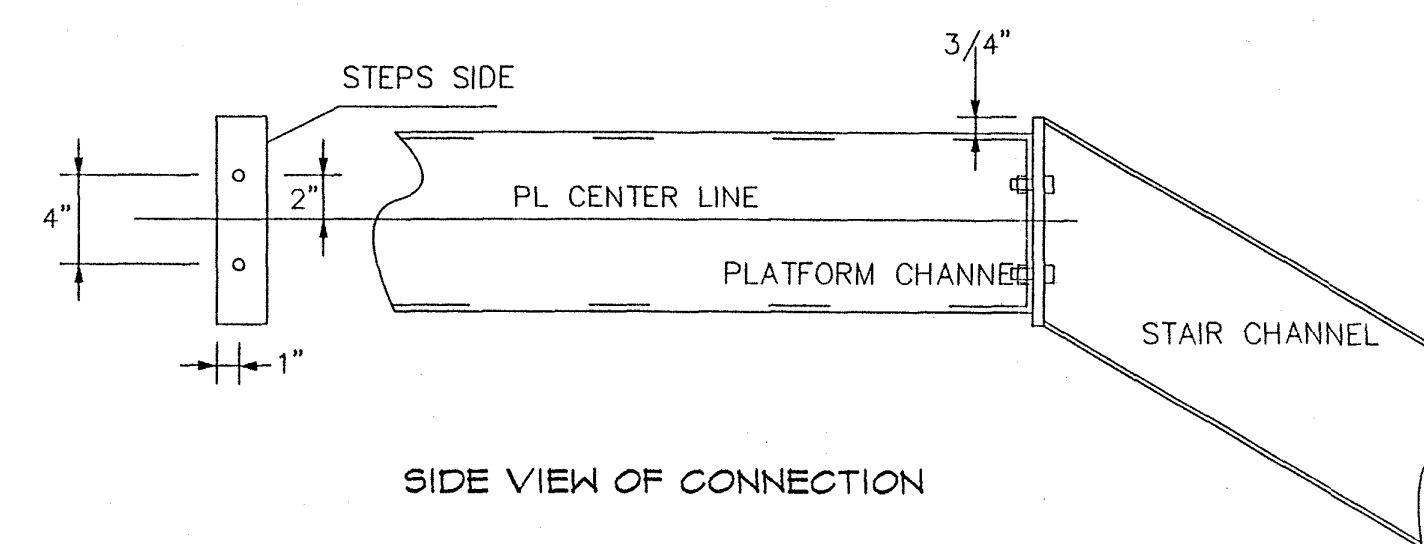 3/4"
STEPS SIDE
2"
PL CENTER LINE
4"
PLATFORM CHANNEL
STAIR CHANNEL
1"
SIDE VIEW OF CONNECTION